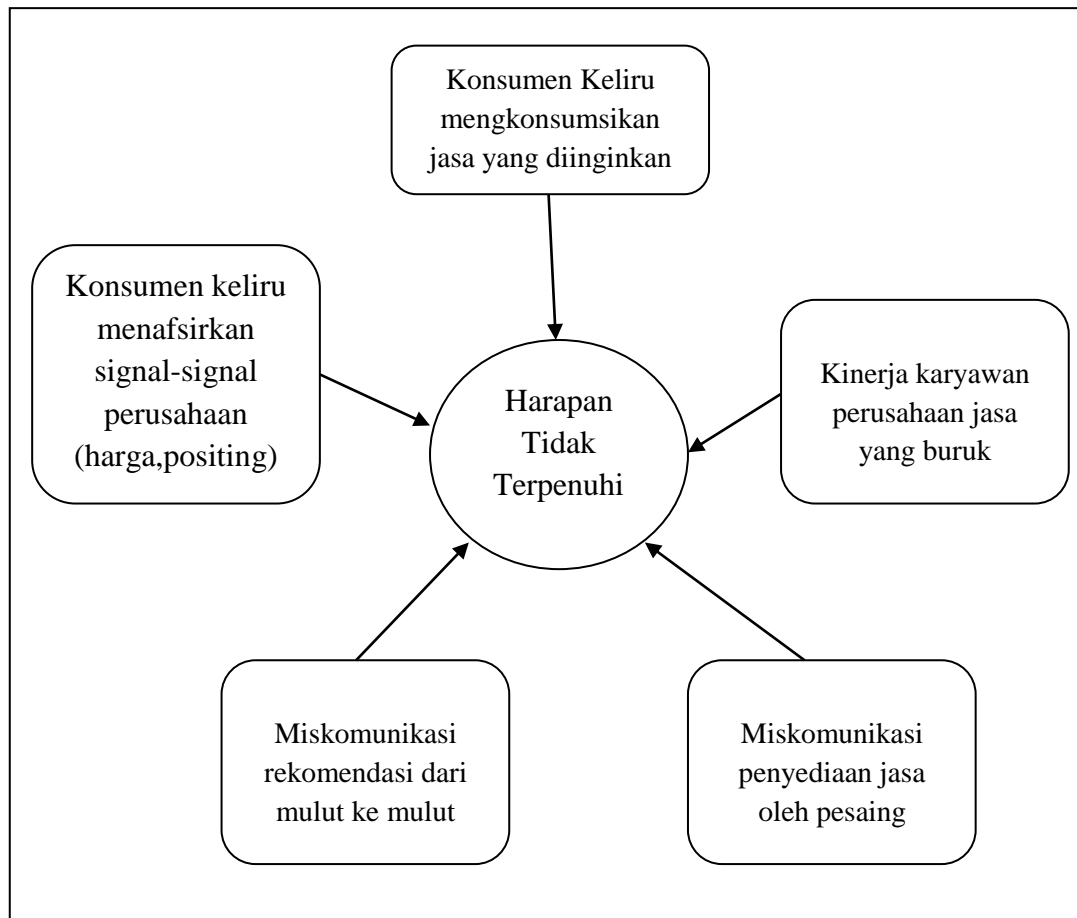 Konsumen Keliru
mengkonsumsikan
jasa yang diinginkan
Konsumen keliru
menafsirkan
signal-signal
perusahaan
(harga,positing)
Harapan
Tidak
Terpenuhi
Kinerja karyawan
perusahaan jasa
yang buruk
Miskomunikasi
rekomendasi dari
mulut ke mulut
Miskomunikasi
penyediaan jasa
oleh pesaing